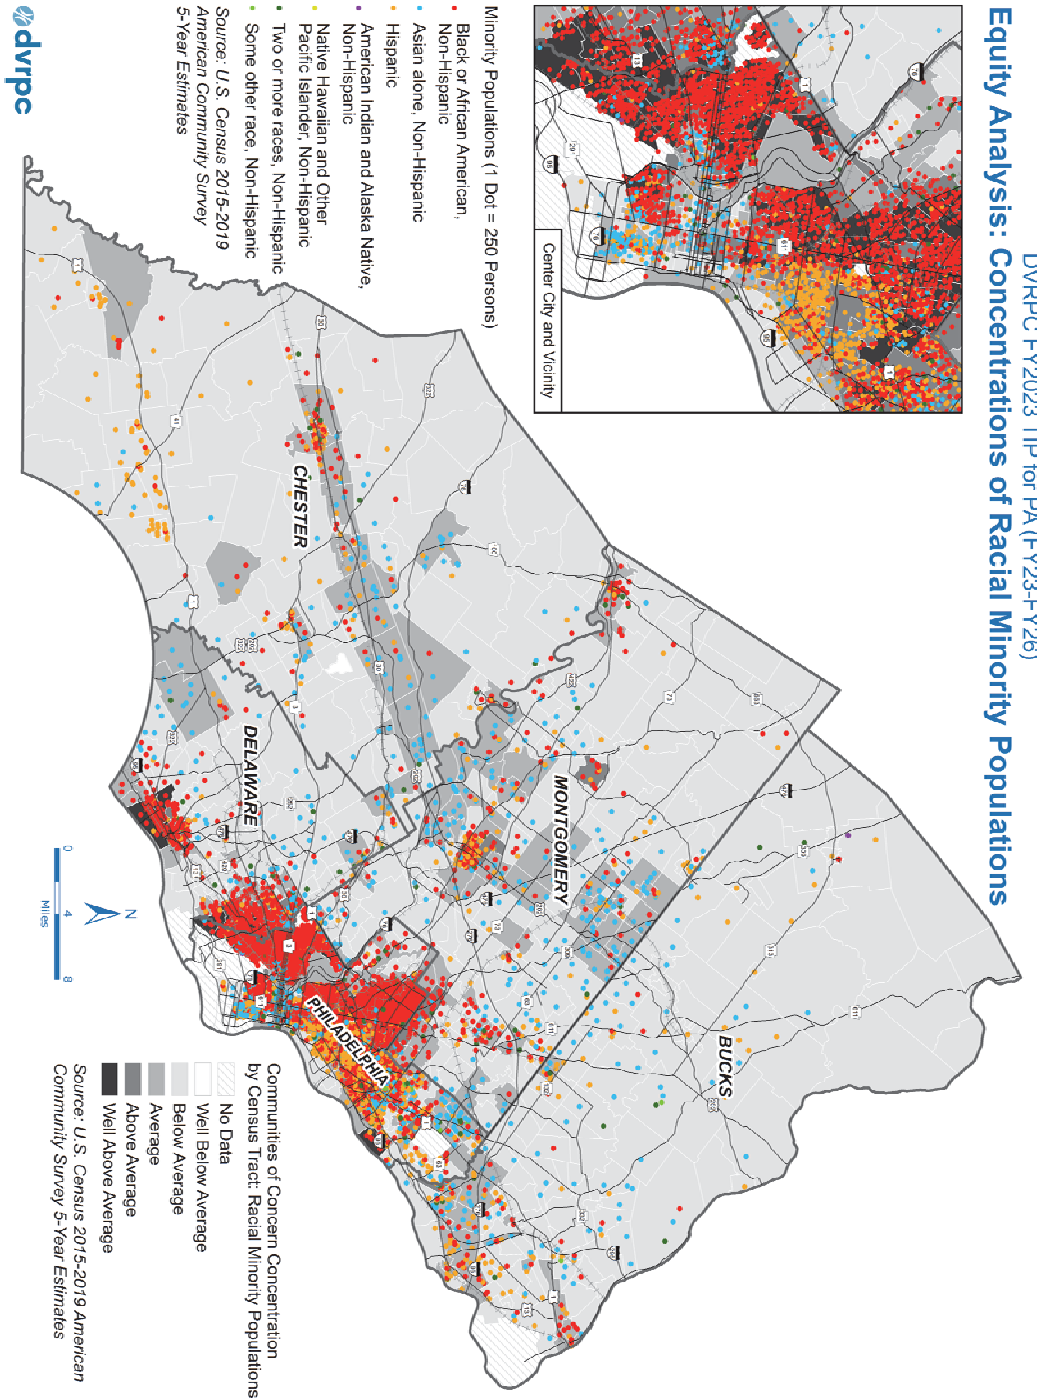 DVRPC FY2023 TIP for PA (FY23-FY26)
Equity Analysis: Concentrations of Racial Minority Populations
Center City and Vicinity
Minority Populations (1 Dot = 250 Persons)
Black or African American,
Non-Hispanic
Asian alone, Non-Hispanic
Hispanic
American Indian and Alaska Native,
Non-Hispanic
Native Hawaiian and Other
Pacific Islander, Non-Hispanic
Two or more races, Non-Hispanic
Some other race, Non-Hispanic
Source: U.S. Census 2015-2019
American Community Survey
5-Year Estimates
dvrpc
CHESTER
DELAWARE
MONTGOMERY
PHILADELPHIA
BUCKS
N
0 4 8
Miles
Communities of Concern Concentration
by Census Tract: Racial Minority Populations
No Data
Well Below Average
Below Average
Average
Above Average
Well Above Average
Source: U.S. Census 2015-2019 American
Community Survey 5-Year Estimates